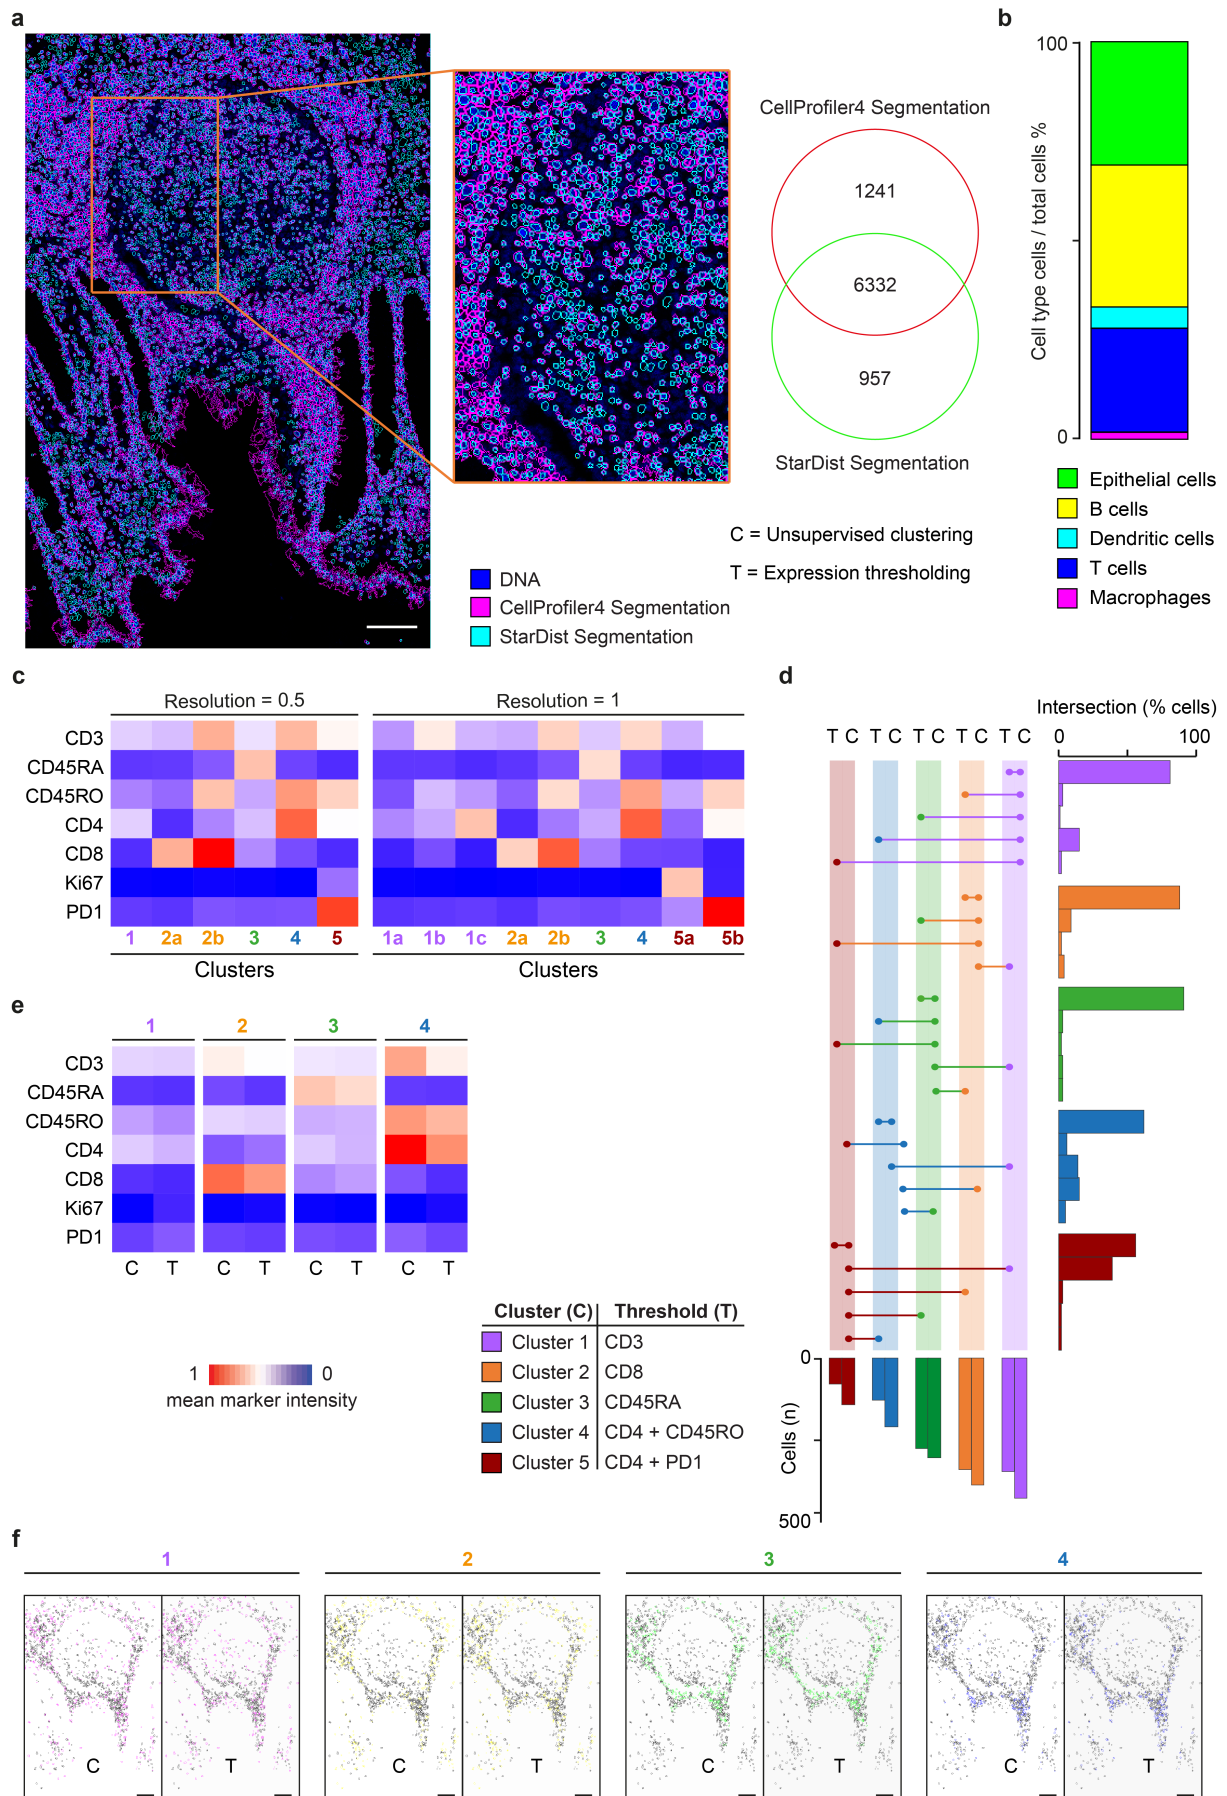 a
CellProfiler4 Segmentation
1241
6332
957
StarDist Segmentation
C = Unsupervised clustering
T = Expression thresholding
DNA
CellProfiler4 Segmentation
StarDist Segmentation
b
100
Cell type cells / total cells %
0
Epithelial cells
B cells
Dendritic cells
T cells
Macrophages
c
Resolution = 0.5
Resolution = 1
CD3
CD45RA
CD45RO
CD4
CD8
Ki67
PD1
1 2a 2b 3 4 5
1a 1b 1c 2a 2b 3 4 5a 5b
Clusters
Clusters
d
Intersection (% cells)
T C T C T C T C T C
0 100
0
Cells (n)
500
e
1 2 3 4
CD3
CD45RA
CD45RO
CD4
CD8
Ki67
PD1
C T C T C T C T
1 0
mean marker intensity
Cluster (C) Threshold (T)
Cluster 1 CD3
Cluster 2 CD8
Cluster 3 CD45RA
Cluster 4 CD4 + CD45RO
Cluster 5 CD4 + PD1
f
1 2 3 4
C T C T C T C T